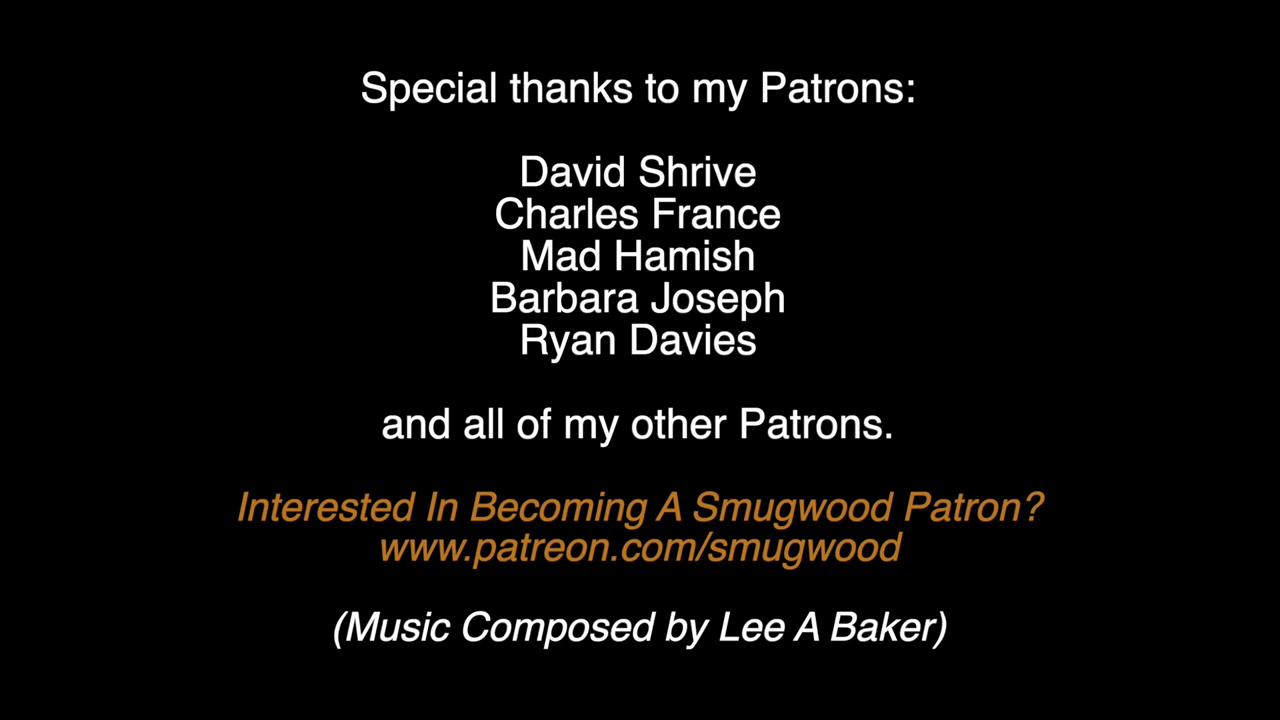 Special thanks to my Patrons:
David Shrive
Charles France
Mad Hamish
Barbara Joseph
Ryan Davies
and all of my other Patrons.
Interested In Becoming A Smugwood Patron?
www.patreon.com/smugwood
(Music Composed by Lee A Baker)